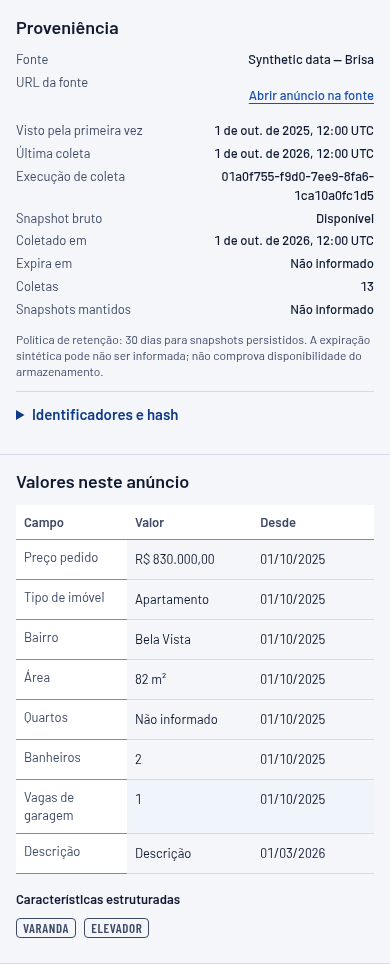 Proveniência
Fonte Synthetic data — Brisa
URL da fonte
Abrir anúncio na fonte
Visto pela primeira vez 1 de out. de 2025, 12:00 UTC
Última coleta 1 de out. de 2026, 12:00 UTC
Execução de coleta 01a0f755-f9d0-7ee9-8fa6-
1ca10a0fc1d5
Snapshot bruto Disponível
Coletado em 1 de out. de 2026, 12:00 UTC
Expira em Não informado
Coletas 13
Snapshots mantidos Não informado
Política de retenção: 30 dias para snapshots persistidos. A expiração
sintética pode não ser informada; não comprova disponibilidade do
armazenamento.
Identificadores e hash
Valores neste anúncio
Campo Valor Desde
Preço pedido R$ 830.000,00 01/10/2025
Tipo de imóvel Apartamento 01/10/2025
Bairro Bela Vista 01/10/2025
Área 82 m² 01/10/2025
Quartos Não informado 01/10/2025
Banheiros 2 01/10/2025
Vagas de
garagem 1 01/10/2025
Descrição Descrição 01/03/2026
Características estruturadas
VARANDA ELEVADOR